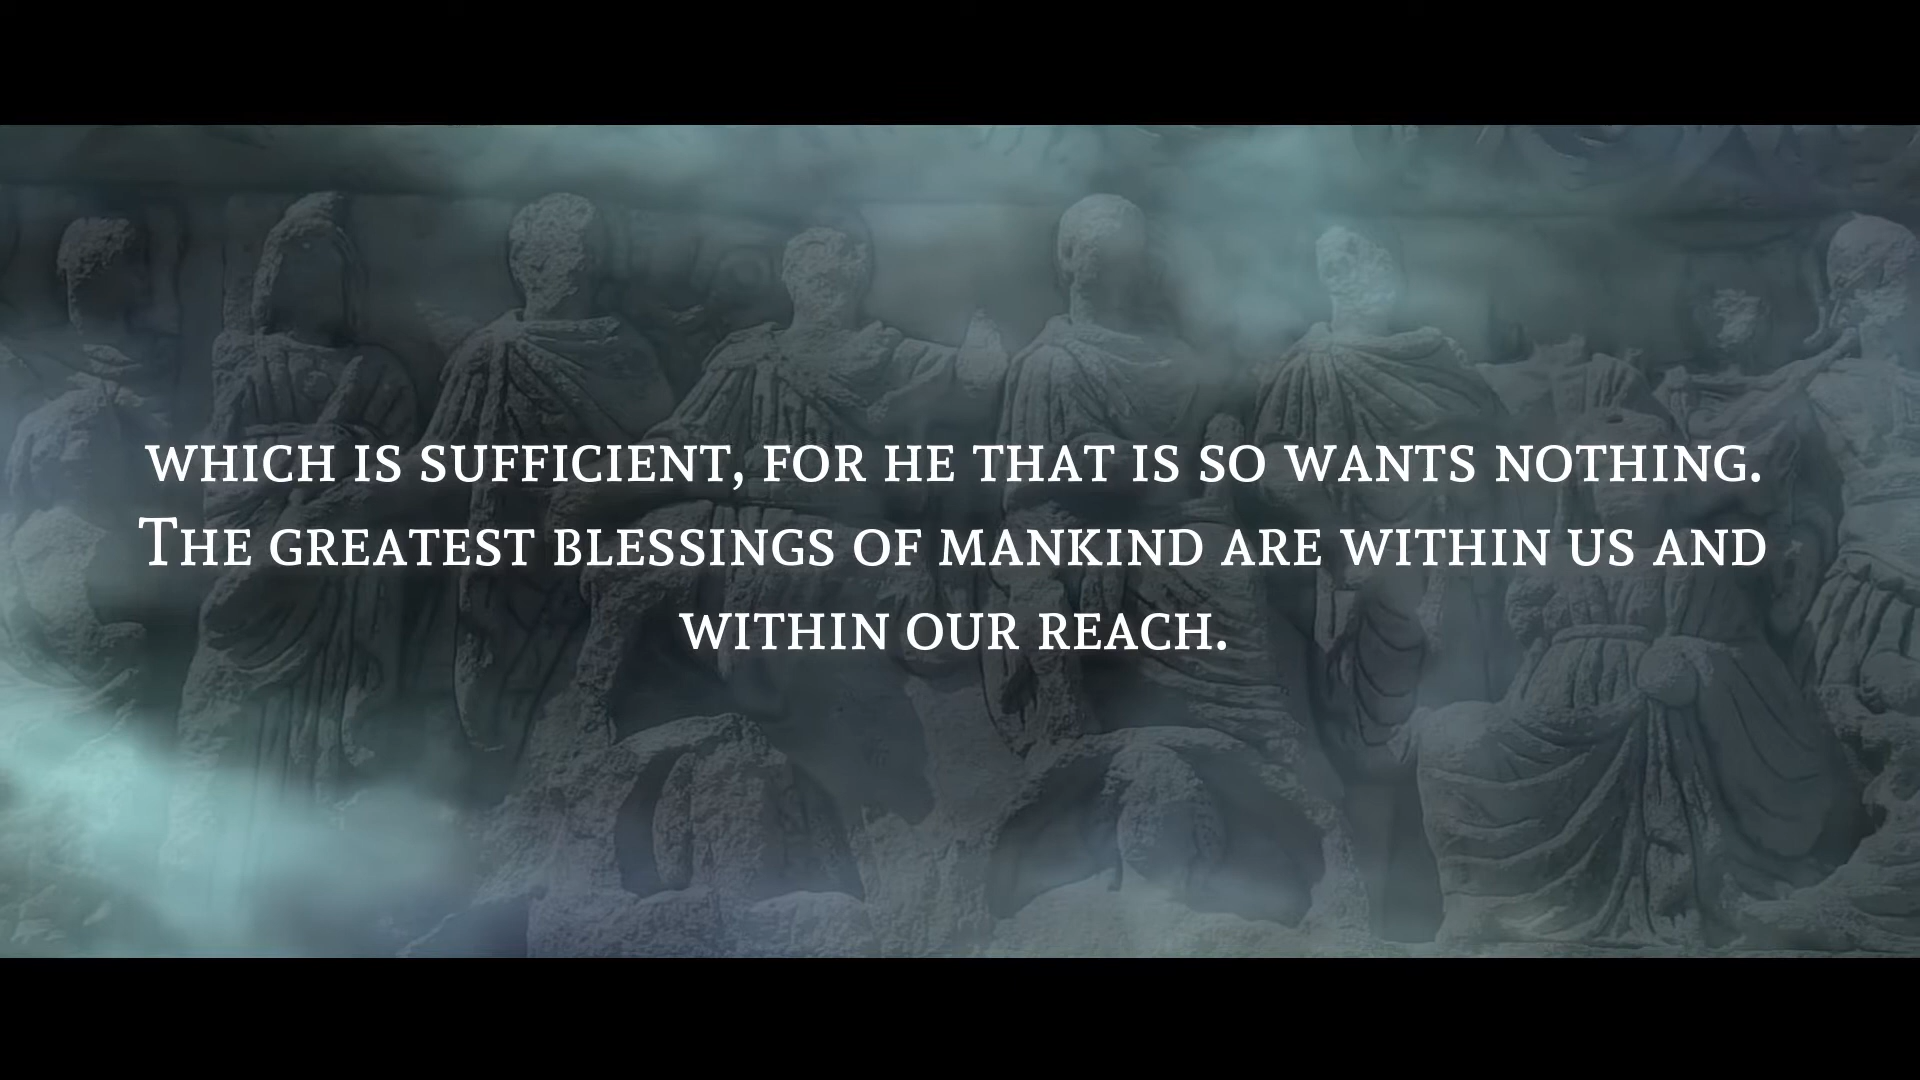 WHICH IS SUFFICIENT, FOR HE THAT IS SO WANTS NOTHING.
THE GREATEST BLESSINGS OF MANKIND ARE WITHIN US AND
WITHIN OUR REACH.